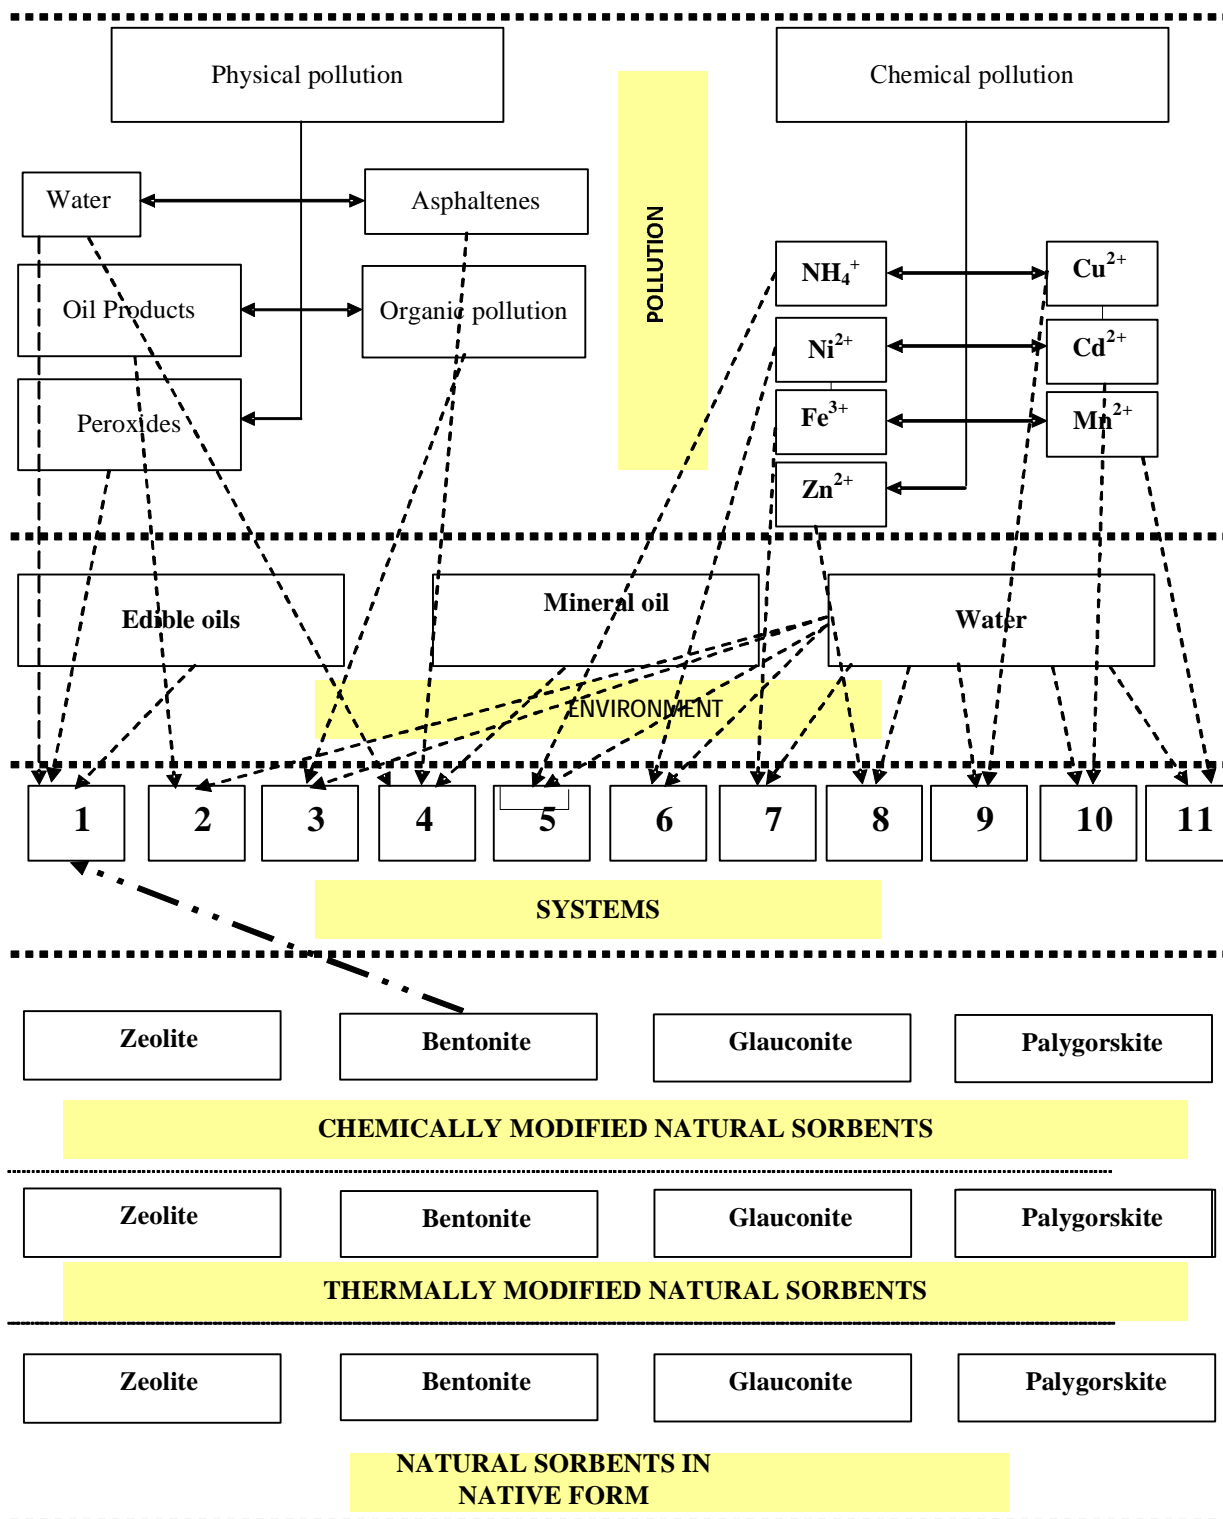 Physical pollution
Chemical pollution
Water
Asphaltenes
POLLUTION
NH₄⁺
Cu²⁺
Oil Products
Organic pollution
Ni²⁺
Cd²⁺
Peroxides
Fe³⁺
Mn²⁺
Zn²⁺
Edible oils
Mineral oil
Water
ENVIRONMENT
1
2
3
4
5
6
7
8
9
10
11
SYSTEMS
Zeolite
Bentonite
Glauconite
Palygorskite
CHEMICALLY MODIFIED NATURAL SORBENTS
Zeolite
Bentonite
Glauconite
Palygorskite
THERMALLY MODIFIED NATURAL SORBENTS
Zeolite
Bentonite
Glauconite
Palygorskite
NATURAL SORBENTS IN
NATIVE FORM